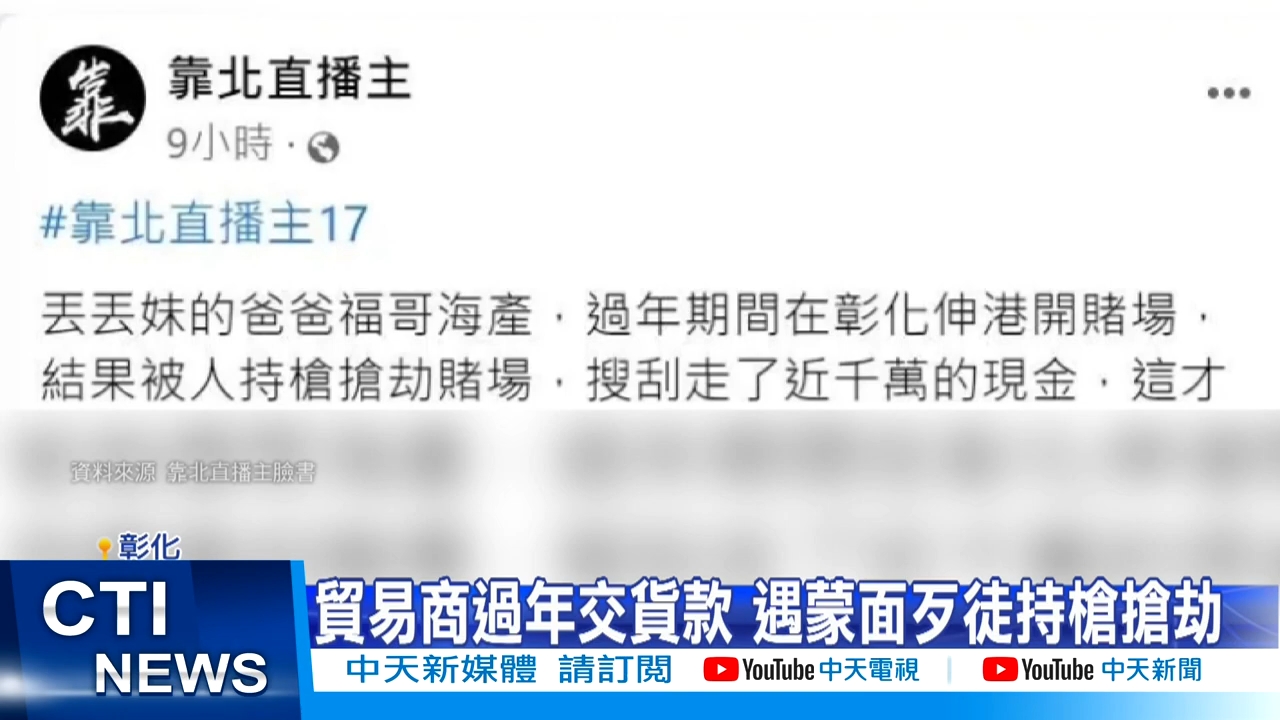 靠
靠北直播主
9小時·
#靠北直播主17
丟丟妹的爸爸福哥海產，過年期間在彰化伸港開賭場，
結果被人持槍搶劫賭場，搜刮走了近千萬的現金，這才
資料來源 靠北直播主臉書
彰化
CTI
NEWS
貿易商過年交貨款 遇蒙面歹徒持槍搶劫
中天新媒體 請訂閱 YouTube 中天電視 | YouTube 中天新聞